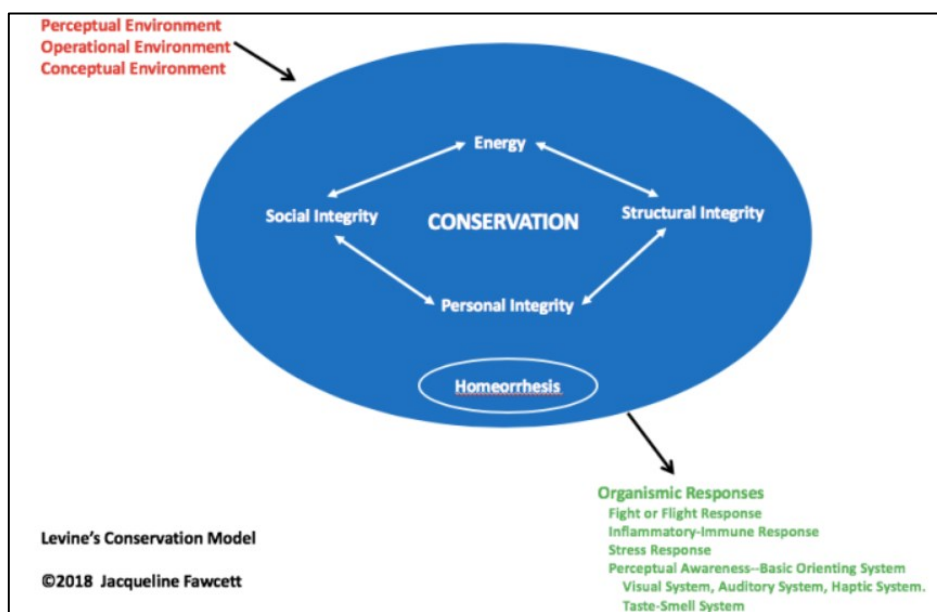 Perceptual Environment
Operational Environment
Conceptual Environment
Energy
Social Integrity
CONSERVATION
Structural Integrity
Personal Integrity
Homeorrhesis
Organismic Responses
Fight or Flight Response
Inflammatory-Immune Response
Stress Response
Perceptual Awareness--Basic Orienting System
Visual System, Auditory System, Haptic System.
Taste-Smell System
Levine's Conservation Model
©2018 Jacqueline Fawcett